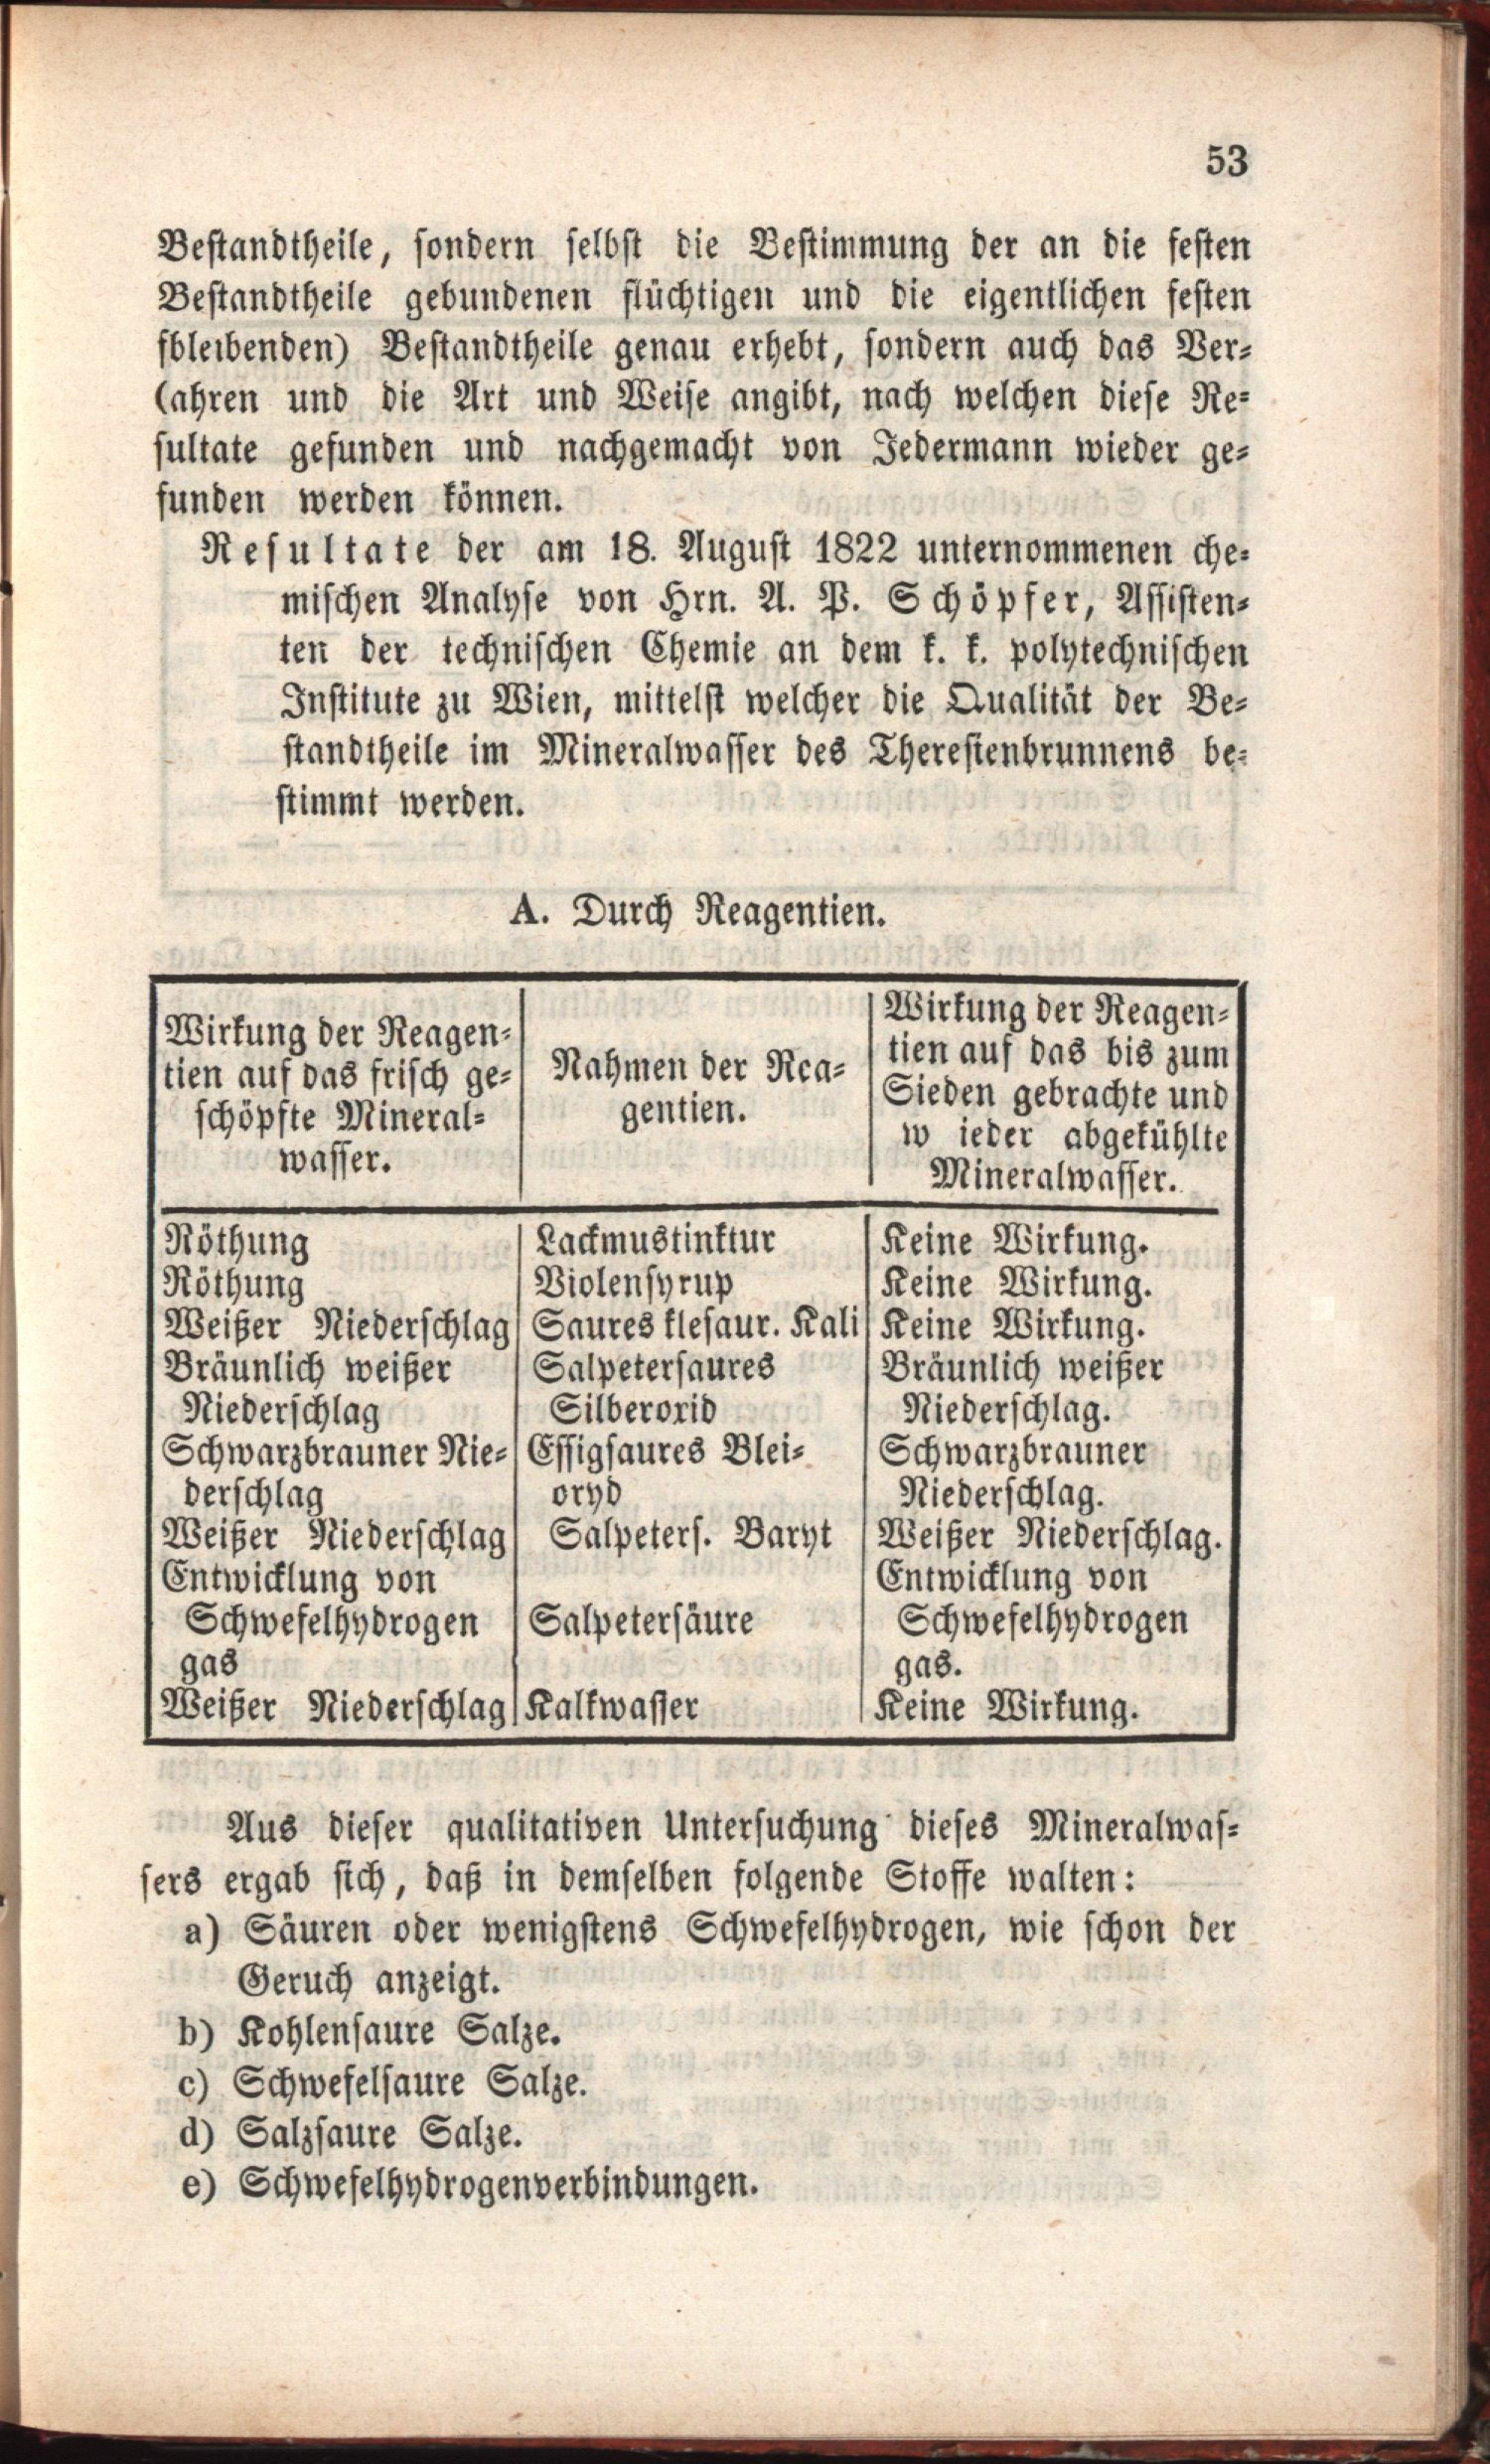 53
Bestandtheile, sondern selbst die Bestimmung der an die festen
Bestandtheile gebundenen flüchtigen und die eigentlichen festen
fbleibenden) Bestandtheile genau erhebt, sondern auch das Ver-
(ahren und die Art und Weise angibt, nach welchen diese Re-
sultate gefunden und nachgemacht von Jedermann wieder ge-
funden werden können.
Resultate der am 18. August 1822 unternommenen che-
mischen Analyse von Hrn. A. P. Schöpfer, Assisten-
ten der technischen Chemie an dem k. k. polytechnischen
Institute zu Wien, mittelst welcher die Qualität der Be-
standtheile im Mineralwasser des Theresienbrunnens be-
stimmt werden.
A. Durch Reagentien.
Wirkung der Reagen-
tien auf das frisch ge-
schöpfte Mineral-
wasser.
Nahmen der Rea-
gentien.
Wirkung der Reagen-
tien auf das bis zum
Sieden gebrachte und
w ieder abgekühlte
Mineralwasser.
Röthung Lackmustinktur Keine Wirkung.
Röthung Violensyrup Keine Wirkung.
Weißer Niederschlag Saures klesaur. Kali Keine Wirkung.
Bräunlich weißer Salpetersaures Bräunlich weißer
Niederschlag Silberoxid Niederschlag.
Schwarzbrauner Nie- Essigsaures Blei- Schwarzbrauner
derschlag oxyd Niederschlag.
Weißer Niederschlag Salpeters. Baryt Weißer Niederschlag.
Entwicklung von Entwicklung von
Schwefelhydrogen Salpetersäure Schwefelhydrogen
gas gas.
Weißer Niederschlag Kalkwasser Keine Wirkung.
Aus dieser qualitativen Untersuchung dieses Mineralwas-
sers ergab sich, daß in demselben folgende Stoffe walten:
a) Säuren oder wenigstens Schwefelhydrogen, wie schon der
Geruch anzeigt.
b) Kohlensaure Salze.
c) Schwefelsaure Salze.
d) Salzsaure Salze.
e) Schwefelhydrogenverbindungen.